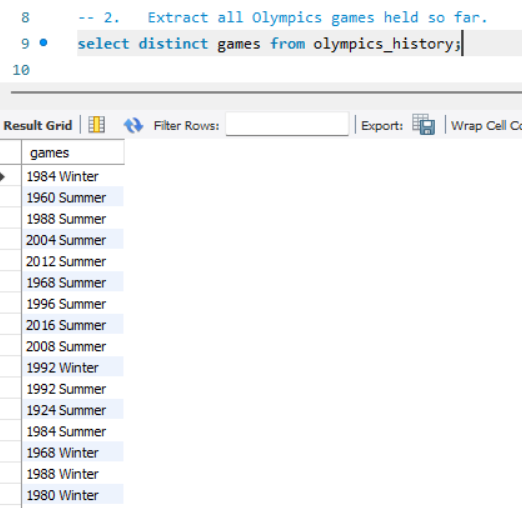 8 -- 2. Extract all Olympics games held so far.
9 select distinct games from olympics_history;
10
Result Grid Filter Rows: Export: Wrap Cell Co
games
1984 Winter
1960 Summer
1988 Summer
2004 Summer
2012 Summer
1968 Summer
1996 Summer
2016 Summer
2008 Summer
1992 Winter
1992 Summer
1924 Summer
1984 Summer
1968 Winter
1988 Winter
1980 Winter